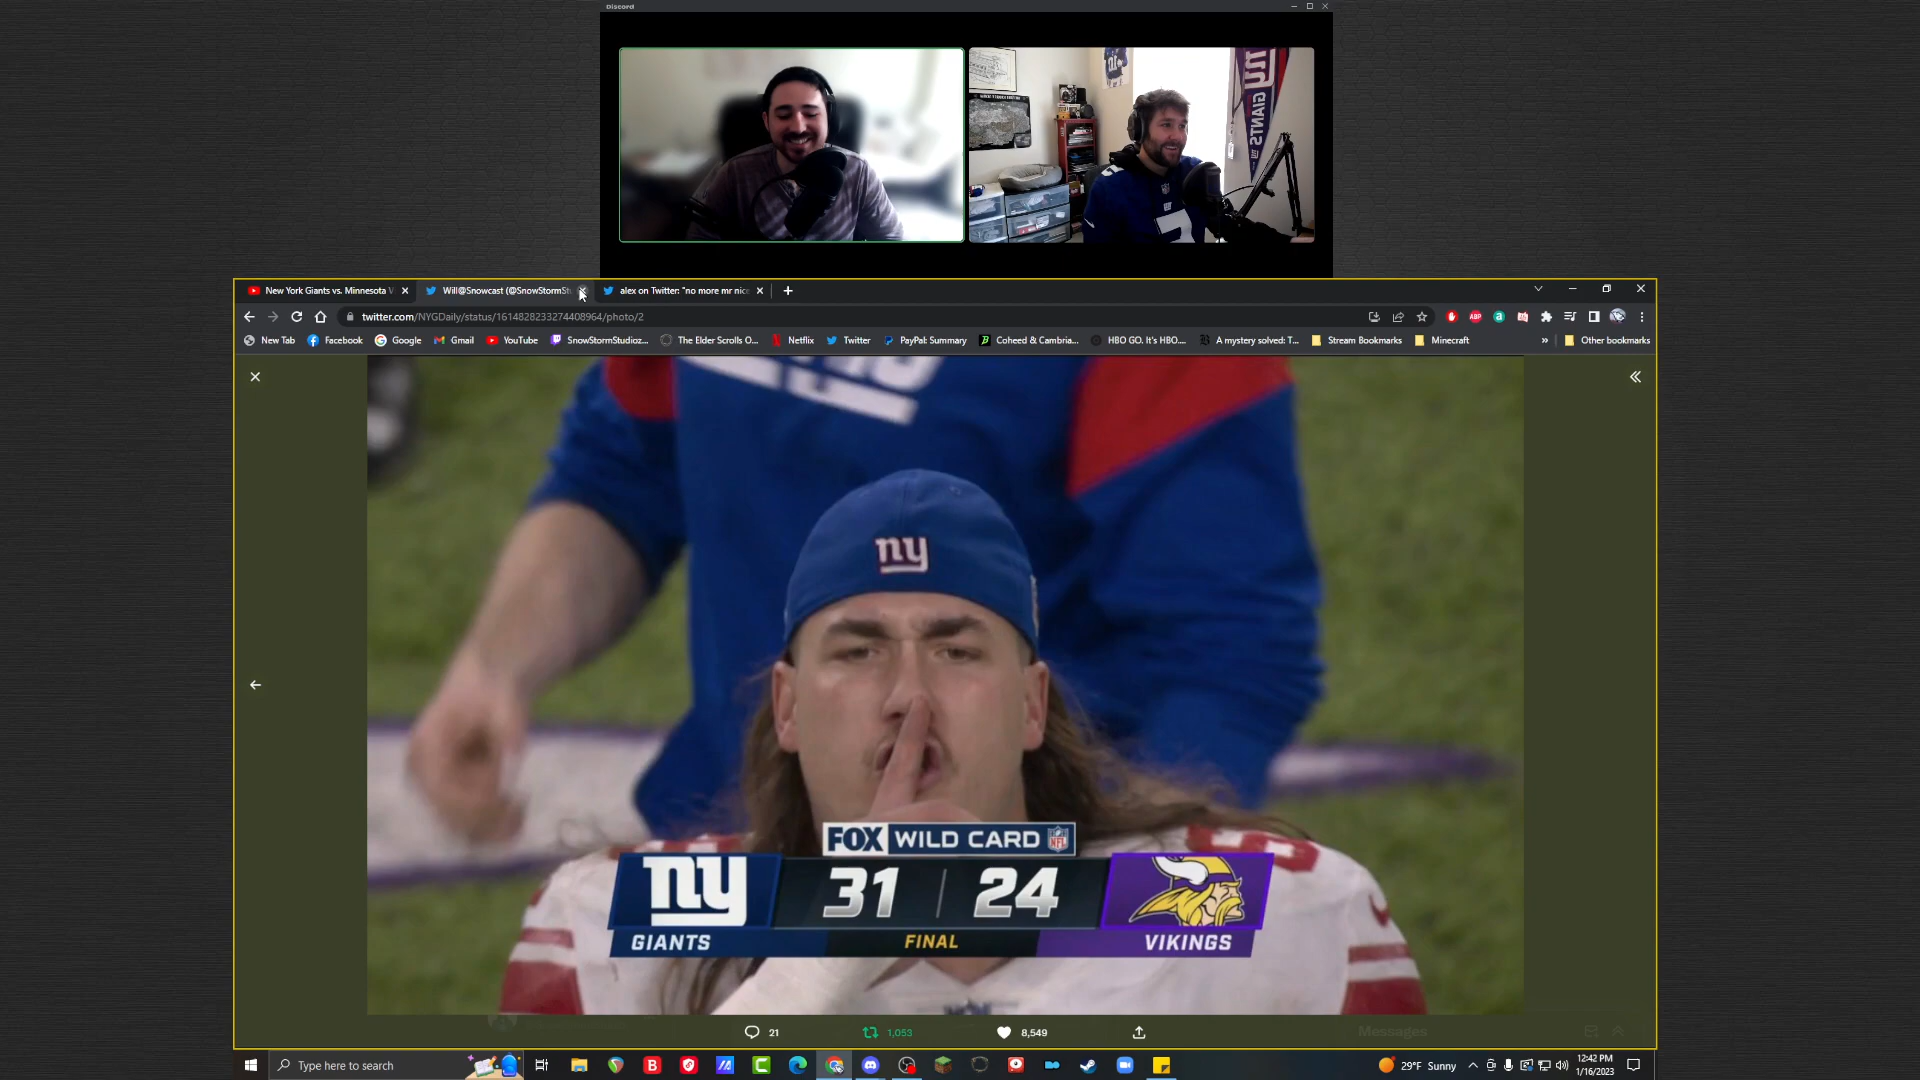 Discord
GIANTS
New York Giants vs. Minnesota V
Will@Snowcast (@SnowStormSt
alex on Twitter: "no more mr nic
twitter.com/NYGDaily/status/1614828233274408964/photo/2
New Tab
Facebook
Google
Gmail
YouTube
SnowStormStudioz...
The Elder Scrolls O...
Netflix
Twitter
PayPal: Summary
Coheed & Cambria...
HBO GO. It's HBO....
A mystery solved: T...
Stream Bookmarks
Minecraft
Other bookmarks
ny
FOX WILD CARD NFL
ny 31 24
GIANTS FINAL VIKINGS
21 1,053 8,549
Messages
Type here to search
29°F Sunny
12:42 PM
1/16/2023